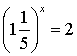 (1 1/5)^x = 2